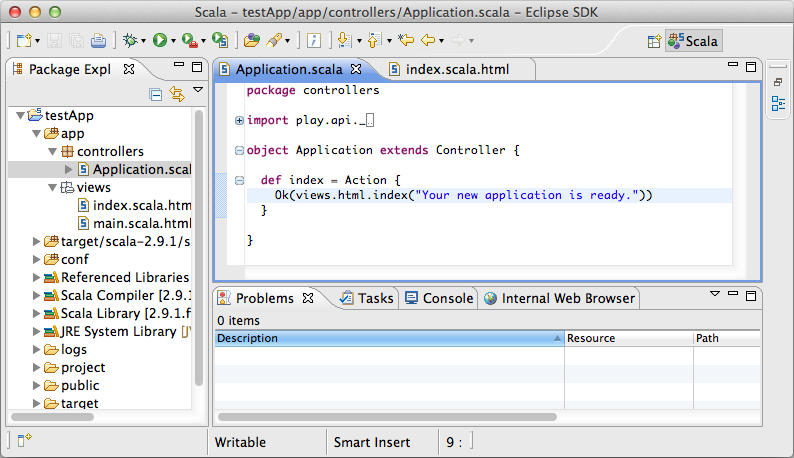 Scala – testApp/app/controllers/Application.scala – Eclipse SDK
Scala
Package Expl
testApp
app
controllers
Application.scal
views
index.scala.htm
main.scala.html
target/scala-2.9.1/s
conf
Referenced Libraries
Scala Compiler [2.9.1
Scala Library [2.9.1.f
JRE System Library [JV
logs
project
public
target
Application.scala
index.scala.html
package controllers
import play.api._
object Application extends Controller {
def index = Action {
Ok(views.html.index("Your new application is ready."))
}
}
Problems
Tasks
Console
Internal Web Browser
0 items
Description Resource Path
Writable Smart Insert 9 :